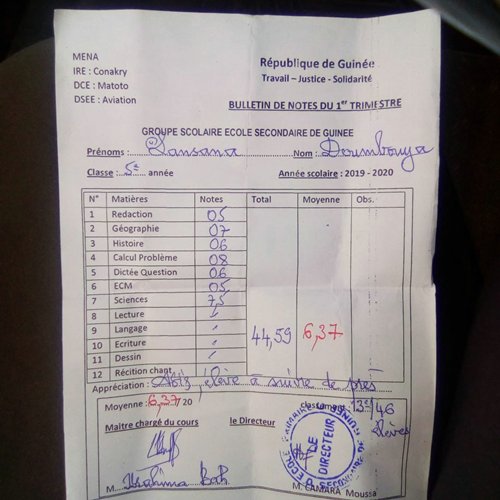 MENA
IRE : Conakry
DCE : Matoto
DSEE : Aviation
République de Guinée
Travail – Justice - Solidarité
BULLETIN DE NOTES DU 1er TRIMESTRE
GROUPE SCOLAIRE ECOLE SECONDAIRE DE GUINEE
Prénoms : Lansana Nom : Doumbouya
Classe : 5e année Année scolaire : 2019 - 2020
N° Matières Notes Total Moyenne Obs.
1 Redaction 05
2 Géographie 07
3 Histoire 06
4 Calcul Problème 08
5 Dictée Question 06
6 ECM 05
7 Sciences 7,5
8 Lecture
9 Langage 44,59 6,37
10 Ecriture
11 Dessin
12 Récition chant
Appréciation : élève à suivre de près
Moyenne : 6,37/20 13e/46
élèves
Maitre chargé du cours le Directeur
DIRECTEUR
M. Ibrahima Bah M. CAMARA Moussa